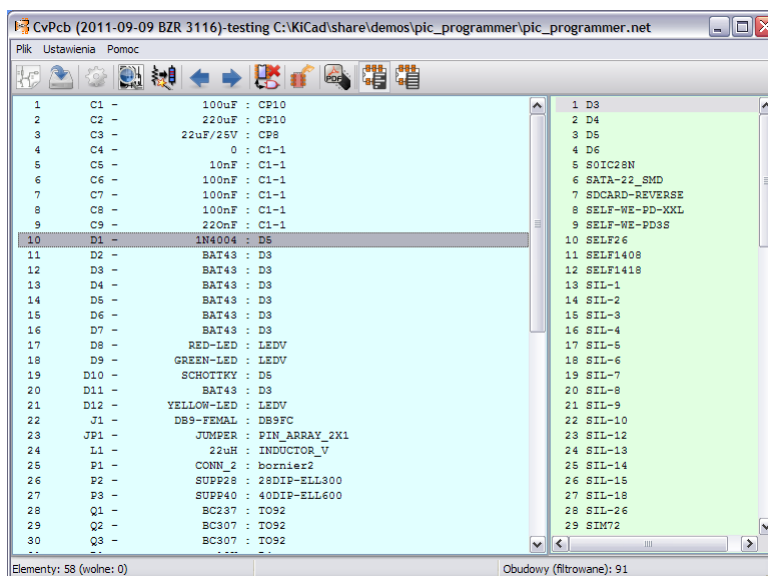 CvPcb (2011-09-09 BZR 3116)-testing C:\KiCad\share\demos\pic_programmer\pic_programmer.net
Plik Ustawienia Pomoc
PDF
1 C1 - 100uF : CP10
2 C2 - 220uF : CP10
3 C3 - 22uF/25V : CP8
4 C4 - 0 : C1-1
5 C5 - 10nF : C1-1
6 C6 - 100nF : C1-1
7 C7 - 100nF : C1-1
8 C8 - 100nF : C1-1
9 C9 - 220nF : C1-1
10 D1 - 1N4004 : D5
11 D2 - BAT43 : D3
12 D3 - BAT43 : D3
13 D4 - BAT43 : D3
14 D5 - BAT43 : D3
15 D6 - BAT43 : D3
16 D7 - BAT43 : D3
17 D8 - RED-LED : LEDV
18 D9 - GREEN-LED : LEDV
19 D10 - SCHOTTKY : D5
20 D11 - BAT43 : D3
21 D12 - YELLOW-LED : LEDV
22 J1 - DB9-FEMAL : DB9FC
23 JP1 - JUMPER : PIN_ARRAY_2X1
24 L1 - 22uH : INDUCTOR_V
25 P1 - CONN_2 : bornier2
26 P2 - SUPP28 : 28DIP-ELL300
27 P3 - SUPP40 : 40DIP-ELL600
28 Q1 - BC237 : TO92
29 Q2 - BC307 : TO92
30 Q3 - BC307 : TO92
1 D3
2 D4
3 D5
4 D6
5 SOIC28N
6 SATA-22_SMD
7 SDCARD-REVERSE
8 SELF-WE-PD-XXL
9 SELF-WE-PD3S
10 SELF26
11 SELF1408
12 SELF1418
13 SIL-1
14 SIL-2
15 SIL-3
16 SIL-4
17 SIL-5
18 SIL-6
19 SIL-7
20 SIL-8
21 SIL-9
22 SIL-10
23 SIL-12
24 SIL-13
25 SIL-14
26 SIL-15
27 SIL-18
28 SIL-26
29 SIM72
Elementy: 58 (wolne: 0)
Obudowy (filtrowane): 91